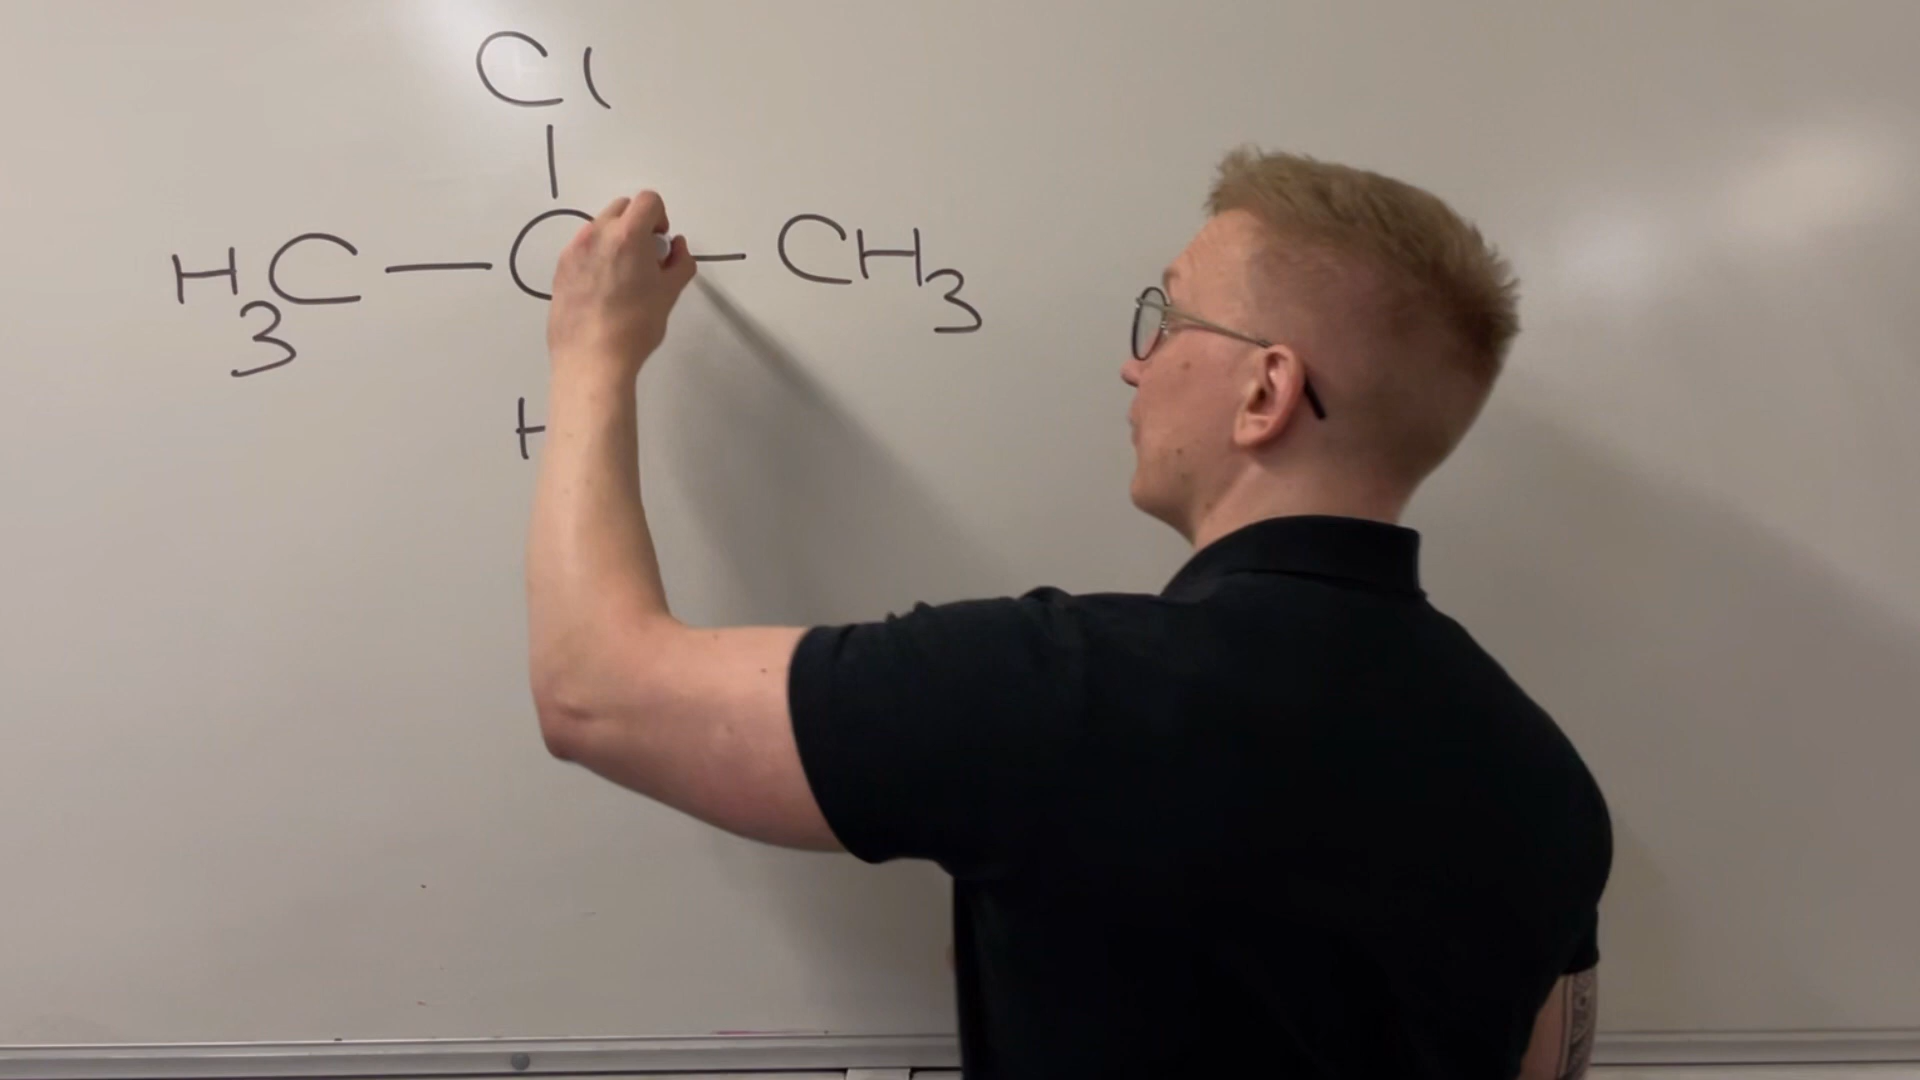 Cl
H3C — C — CH3
H